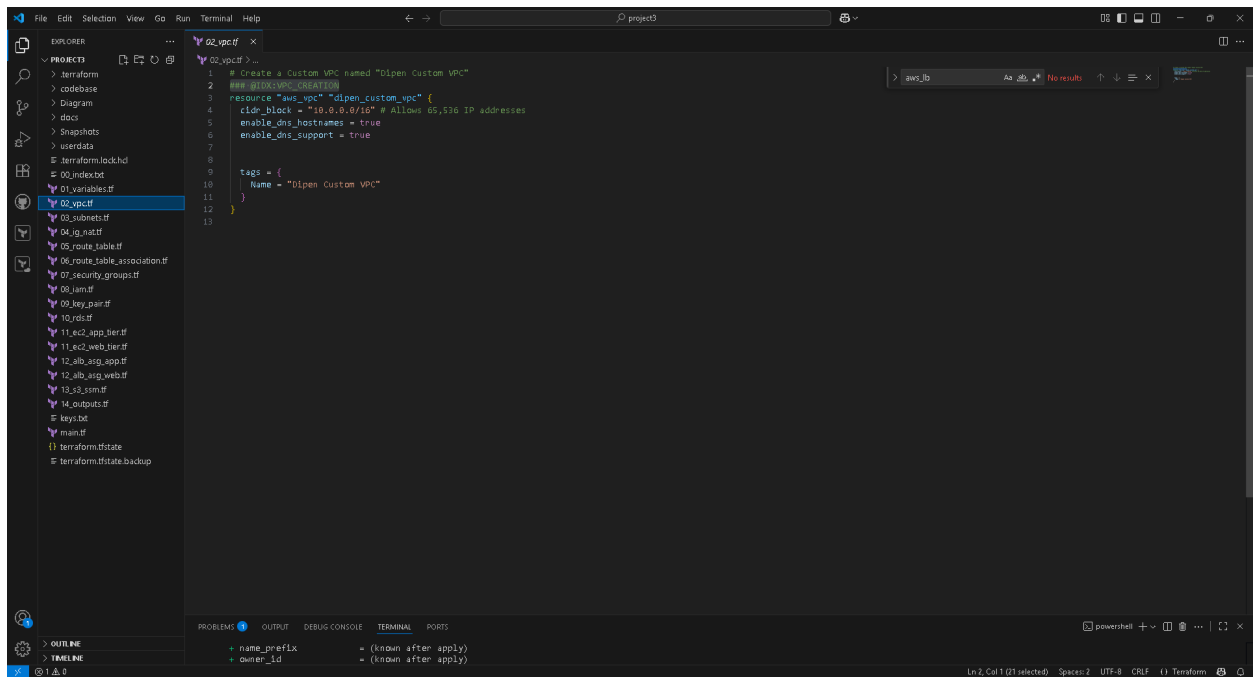 File Edit Selection View Go Run Terminal Help
project3
EXPLORER
PROJECT3
.terraform
codebase
Diagram
docs
Snapshots
userdata
.terraform.lock.hcl
00_index.txt
01_variables.tf
02_vpc.tf
03_subnets.tf
04_ig_nat.tf
05_route_table.tf
06_route_table_association.tf
07_security_groups.tf
08_iam.tf
09_key_pair.tf
10_rds.tf
11_ec2_app_tier.tf
11_ec2_web_tier.tf
12_alb_asg_app.tf
12_alb_asg_web.tf
13_s3_ssm.tf
14_outputs.tf
keys.txt
main.tf
terraform.tfstate
terraform.tfstate.backup
OUTLINE
TIMELINE
02_vpc.tf
02_vpc.tf > ...
1 # Create a Custom VPC named "Dipen Custom VPC"
2 ### @IDX:VPC_CREATION
3 resource "aws_vpc" "dipen_custom_vpc" {
4 cidr_block = "10.0.0.0/16" # Allows 65,536 IP addresses
5 enable_dns_hostnames = true
6 enable_dns_support = true
7
8
9 tags = {
10 Name = "Dipen Custom VPC"
11 }
12 }
13
aws_lb Aa ab .* No results
PROBLEMS 1 OUTPUT DEBUG CONSOLE TERMINAL PORTS
powershell
+ name_prefix = (known after apply)
+ owner_id = (known after apply)
1 0
Ln 2, Col 1 (21 selected) Spaces: 2 UTF-8 CRLF Terraform